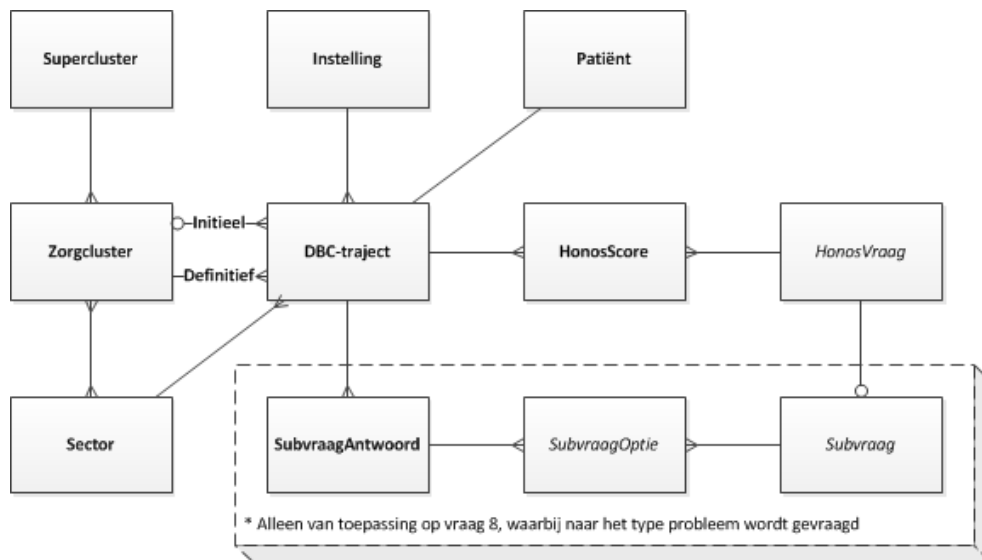 Supercluster
Instelling
Patiënt
Zorgcluster
Initieel
Definitief
DBC-traject
HonosScore
HonosVraag
Sector
SubvraagAntwoord
SubvraagOptie
Subvraag
* Alleen van toepassing op vraag 8, waarbij naar het type probleem wordt gevraagd